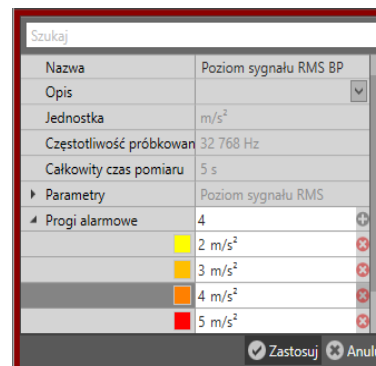 Szukaj
Nazwa Poziom sygnału RMS BP
Opis
Jednostka m/s²
Częstotliwość próbkowan 32 768 Hz
Całkowity czas pomiaru 5 s
Parametry Poziom sygnału RMS
Progi alarmowe 4
2 m/s²
3 m/s²
4 m/s²
5 m/s²
Zastosuj Anulu